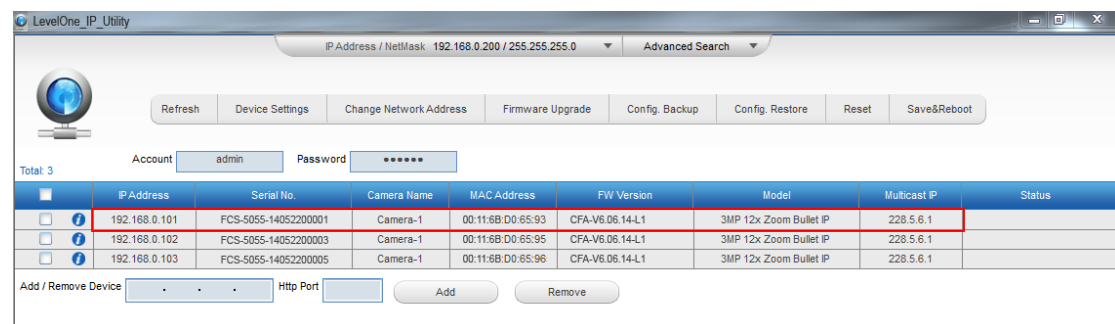 LevelOne_IP_Utility
IP Address / NetMask 192.168.0.200 / 255.255.255.0 Advanced Search
Refresh Device Settings Change Network Address Firmware Upgrade Config. Backup Config. Restore Reset Save&Reboot
Account admin Password ••••••
Total: 3
IP Address Serial No. Camera Name MAC Address FW Version Model Multicast IP Status
192.168.0.101 FCS-5055-14052200001 Camera-1 00:11:6B:D0:65:93 CFA-V6.06.14-L1 3MP 12x Zoom Bullet IP 228.5.6.1
192.168.0.102 FCS-5055-14052200003 Camera-1 00:11:6B:D0:65:95 CFA-V6.06.14-L1 3MP 12x Zoom Bullet IP 228.5.6.1
192.168.0.103 FCS-5055-14052200005 Camera-1 00:11:6B:D0:65:96 CFA-V6.06.14-L1 3MP 12x Zoom Bullet IP 228.5.6.1
Add / Remove Device . . . Http Port Add Remove